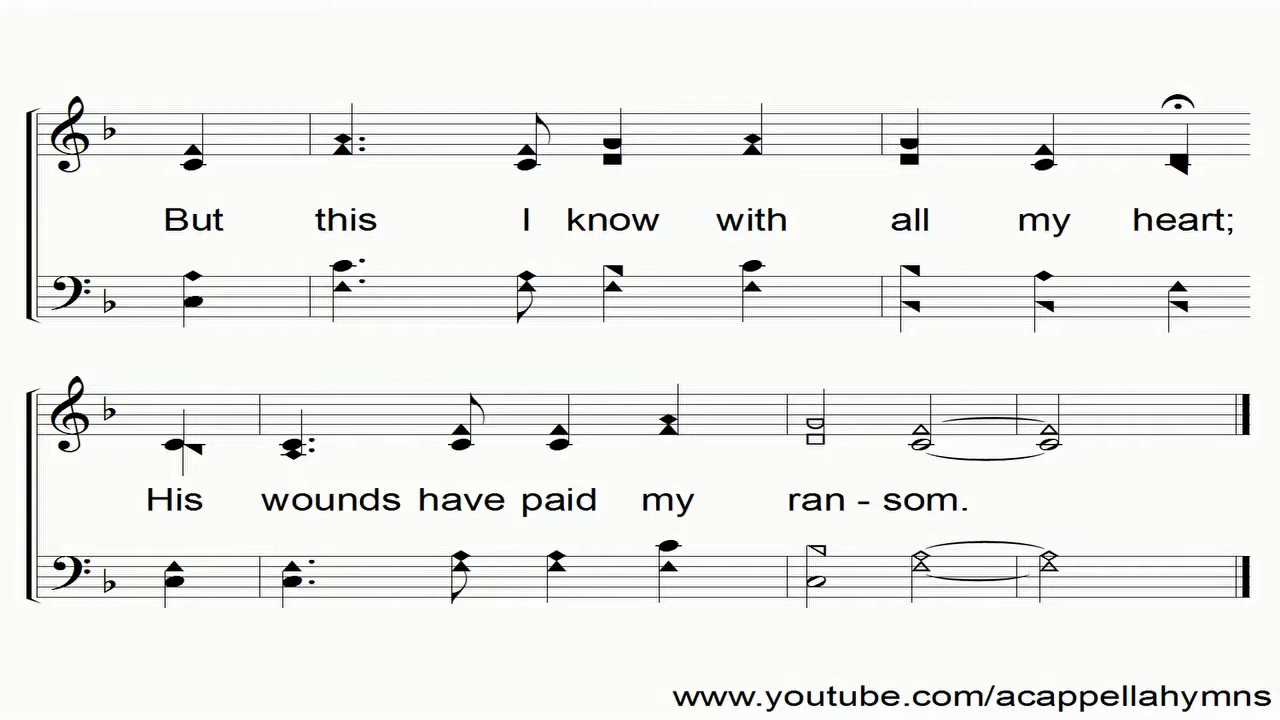 But this I know with all my heart;
His wounds have paid my ran - som.
www.youtube.com/acappellahymns